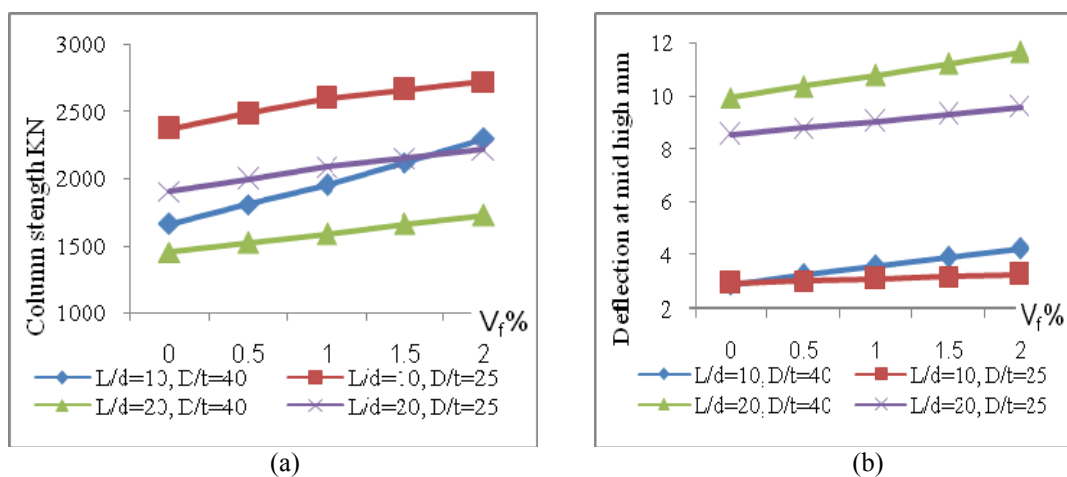 3000
2500
2000
1500
1000
Column stength KN
0 0.5 1 1.5 2
V_f%
L/d=10, D/t=40 L/d=10, D/t=25
L/d=20, D/t=40 L/d=20, D/t=25
(a)
12
10
8
6
4
2
Deflection at mid high mm
0 0.5 1 1.5 2
V_f%
L/d=10, D/t=40 L/d=10, D/t=25
L/d=20, D/t=40 L/d=20, D/t=25
(b)